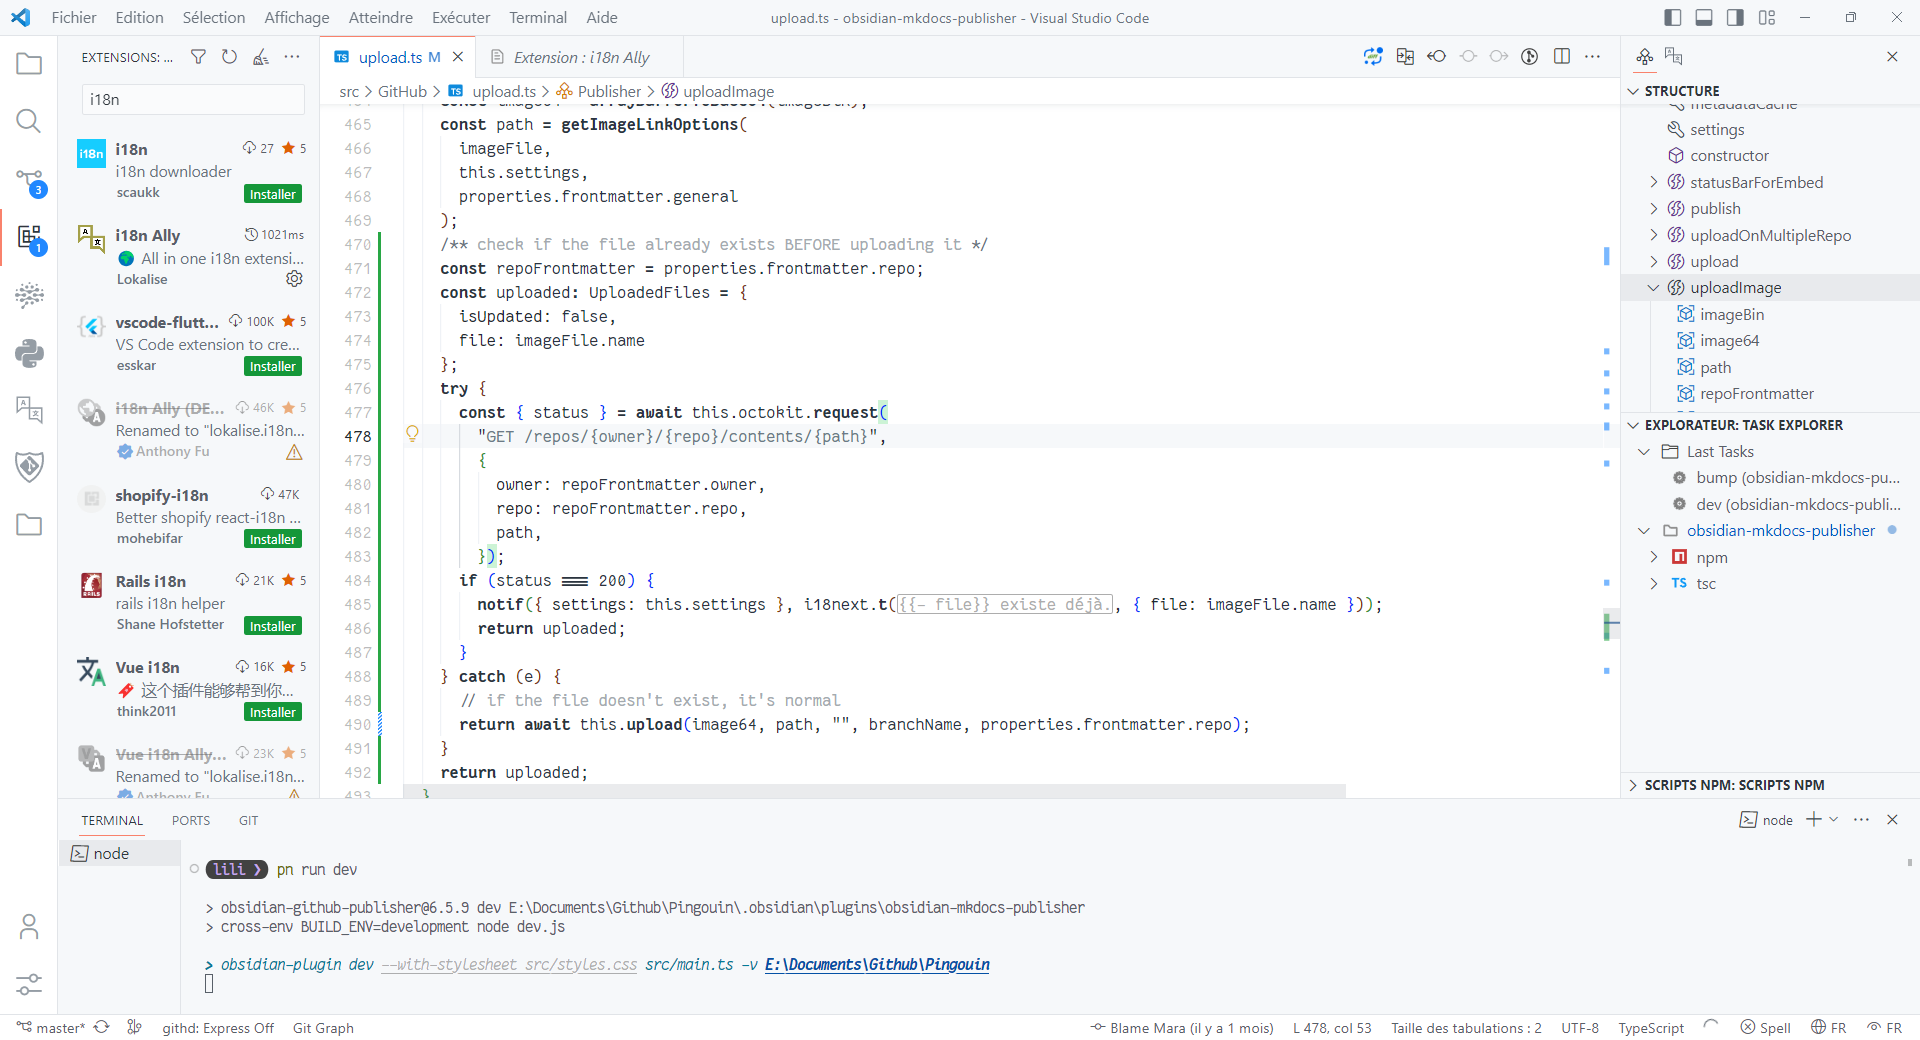 Fichier Edition Sélection Affichage Atteindre Exécuter Terminal Aide
upload.ts - obsidian-mkdocs-publisher - Visual Studio Code
EXTENSIONS: ...
i18n
i18n 27 5
i18n downloader
scaukk Installer
i18n Ally 1021ms
All in one i18n extensi...
Lokalise
vscode-flutt... 100K 5
VS Code extension to cre...
esskar Installer
i18n Ally (DE... 46K 5
Renamed to "lokalise.i18n...
Anthony Fu
shopify-i18n 47K
Better shopify react-i18n ...
mohebifar Installer
Rails i18n 21K 5
rails i18n helper
Shane Hofstetter Installer
Vue i18n 16K 5
这个插件能够帮到你...
think2011 Installer
Vue i18n Ally... 23K 5
Renamed to "lokalise.i18n...
Anthony Fu
3
1
upload.ts M
Extension : i18n Ally
src > GitHub > TS upload.ts > Publisher > uploadImage
465 const path = getImageLinkOptions(
466 imageFile,
467 this.settings,
468 properties.frontmatter.general
469 );
470 /** check if the file already exists BEFORE uploading it */
471 const repoFrontmatter = properties.frontmatter.repo;
472 const uploaded: UploadedFiles = {
473 isUpdated: false,
474 file: imageFile.name
475 };
476 try {
477 const { status } = await this.octokit.request(
478 "GET /repos/{owner}/{repo}/contents/{path}",
479 {
480 owner: repoFrontmatter.owner,
481 repo: repoFrontmatter.repo,
482 path,
483 });
484 if (status === 200) {
485 notif({ settings: this.settings }, i18next.t({{- file}} existe déjà., { file: imageFile.name }));
486 return uploaded;
487 }
488 } catch (e) {
489 // if the file doesn't exist, it's normal
490 return await this.upload(image64, path, "", branchName, properties.frontmatter.repo);
491 }
492 return uploaded;
493 }
STRUCTURE
metadataCache
settings
constructor
statusBarForEmbed
publish
uploadOnMultipleRepo
upload
uploadImage
imageBin
image64
path
repoFrontmatter
EXPLORATEUR: TASK EXPLORER
Last Tasks
bump (obsidian-mkdocs-pu...
dev (obsidian-mkdocs-publi...
obsidian-mkdocs-publisher
npm
TS tsc
SCRIPTS NPM: SCRIPTS NPM
TERMINAL PORTS GIT
node
node
lili ❯ pn run dev
> obsidian-github-publisher@6.5.9 dev E:\Documents\Github\Pingouin\.obsidian\plugins\obsidian-mkdocs-publisher
> cross-env BUILD_ENV=development node dev.js
> obsidian-plugin dev --with-stylesheet src/styles.css src/main.ts -v E:\Documents\Github\Pingouin
master* githd: Express Off Git Graph
Blame Mara (il y a 1 mois) L 478, col 53 Taille des tabulations : 2 UTF-8 TypeScript Spell FR FR